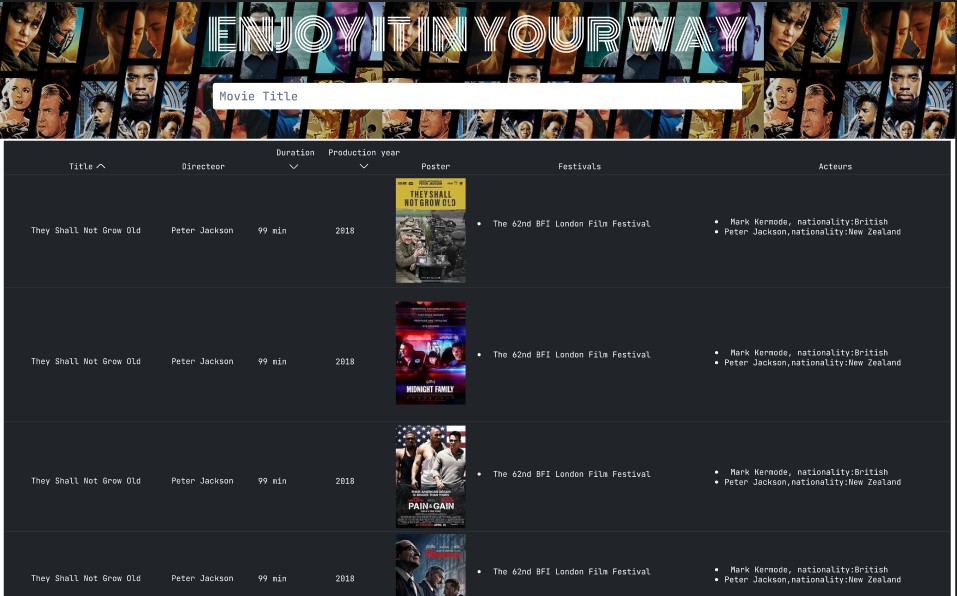 ENJOY IT IN YOUR WAY
Movie Title
Duration Production year
Title Directeor Poster Festivals Acteurs
THEY SHALL
NOT GROW OLD
They Shall Not Grow Old Peter Jackson 99 min 2018 • The 62nd BFI London Film Festival
• Mark Kermode, nationality:British
• Peter Jackson,nationality:New Zealand
They Shall Not Grow Old Peter Jackson 99 min 2018 • The 62nd BFI London Film Festival
• Mark Kermode, nationality:British
• Peter Jackson,nationality:New Zealand
MIDNIGHT FAMILY
They Shall Not Grow Old Peter Jackson 99 min 2018 • The 62nd BFI London Film Festival
• Mark Kermode, nationality:British
• Peter Jackson,nationality:New Zealand
PAIN & GAIN
They Shall Not Grow Old Peter Jackson 99 min 2018 • The 62nd BFI London Film Festival
• Mark Kermode, nationality:British
• Peter Jackson,nationality:New Zealand